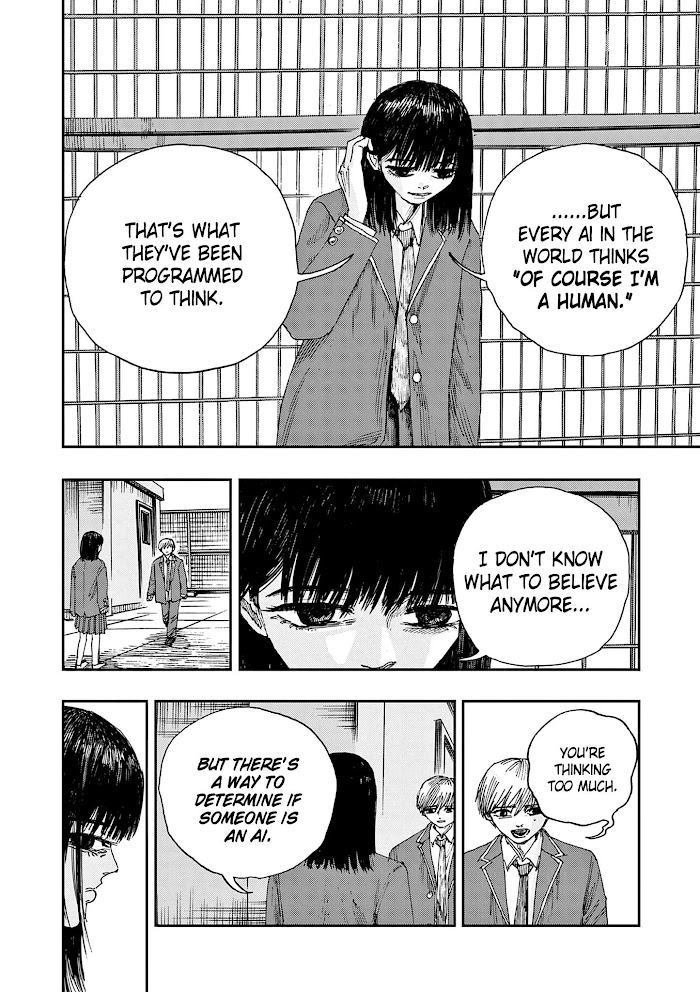 ......BUT
EVERY AI IN THE
WORLD THINKS
"OF COURSE I'M
A HUMAN."
THAT'S WHAT
THEY'VE BEEN
PROGRAMMED
TO THINK.
I DON'T KNOW
WHAT TO BELIEVE
ANYMORE...
YOU'RE
THINKING
TOO MUCH.
BUT THERE'S
A WAY TO
DETERMINE IF
SOMEONE IS
AN AI.